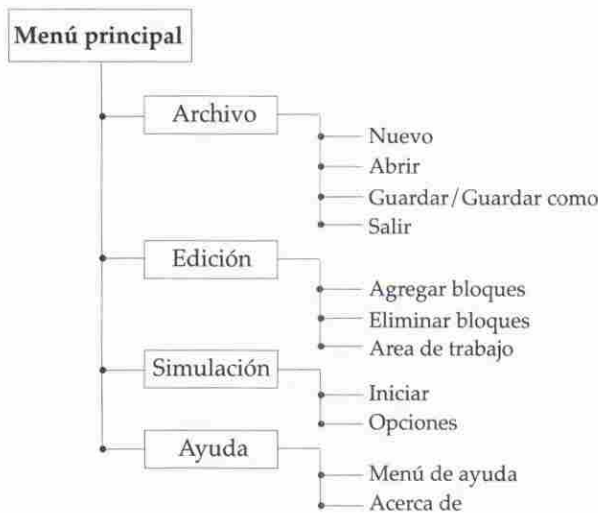 Menú principal
Archivo
Nuevo
Abrir
Guardar/Guardar como
Salir
Edición
Agregar bloques
Eliminar bloques
Area de trabajo
Simulación
Iniciar
Opciones
Ayuda
Menú de ayuda
Acerca de